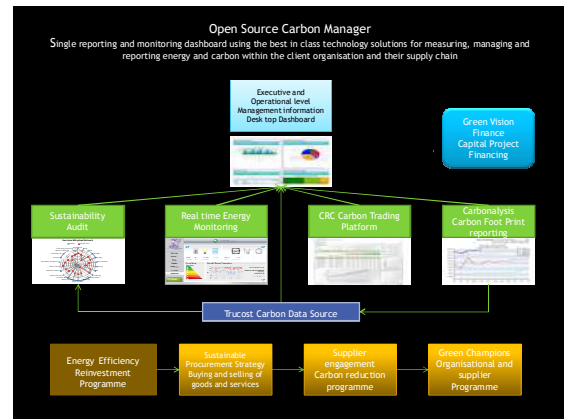 Open Source Carbon Manager
Single reporting and monitoring dashboard using the best in class technology solutions for measuring, managing and
reporting energy and carbon within the client organisation and their supply chain
Executive and
Operational level
Management information
Desk top Dashboard
Green Vision
Finance
Capital Project
Financing
Sustainability
Audit
Real time Energy
Monitoring
CRC Carbon Trading
Platform
Carbonalysis
Carbon Foot Print
reporting
Trucost Carbon Data Source
Energy Efficiency
Reinvestment
Programme
Sustainable
Procurement Strategy
Buying and selling of
goods and services
Supplier
engagement
Carbon reduction
programme
Green Champions
Organisational and
supplier
Programme